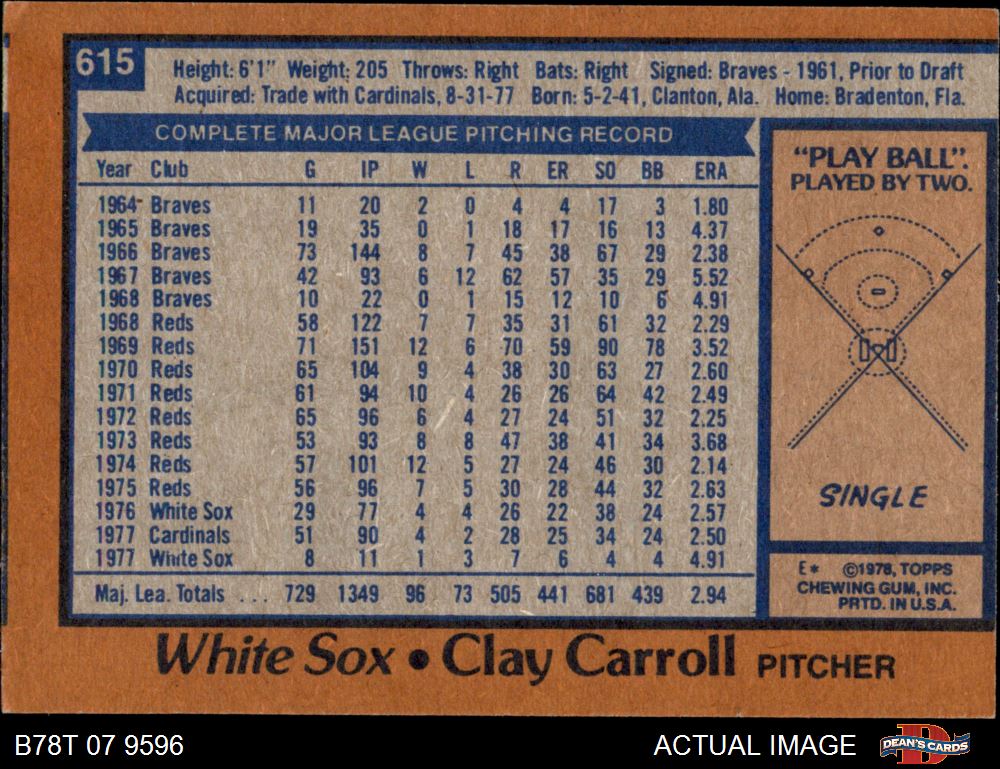 615
Height: 6'1" Weight: 205 Throws: Right Bats: Right Signed: Braves - 1961, Prior to Draft
Acquired: Trade with Cardinals, 8-31-77 Born: 5-2-41, Clanton, Ala. Home: Bradenton, Fla.
COMPLETE MAJOR LEAGUE PITCHING RECORD
Year Club G IP W L R ER SO BB ERA
1964 Braves 11 20 2 0 4 4 17 3 1.80
1965 Braves 19 35 0 1 18 17 16 13 4.37
1966 Braves 73 144 8 7 45 38 67 29 2.38
1967 Braves 42 93 6 12 62 57 35 29 5.52
1968 Braves 10 22 0 1 15 12 10 6 4.91
1968 Reds 58 122 7 7 35 31 61 32 2.29
1969 Reds 71 151 12 6 70 59 90 78 3.52
1970 Reds 65 104 9 4 38 30 63 27 2.60
1971 Reds 61 94 10 4 26 26 64 42 2.49
1972 Reds 65 96 6 4 27 24 51 32 2.25
1973 Reds 53 93 8 8 47 38 41 34 3.68
1974 Reds 57 101 12 5 27 24 46 30 2.14
1975 Reds 56 96 7 5 30 28 44 32 2.63
1976 White Sox 29 77 4 4 26 22 38 24 2.57
1977 Cardinals 51 90 4 2 28 25 34 24 2.50
1977 White Sox 8 11 1 3 7 6 4 4 4.91
Maj. Lea. Totals ... 729 1349 96 73 505 441 681 439 2.94
"PLAY BALL".
PLAYED BY TWO.
SINGLE
E* ©1978, TOPPS
CHEWING GUM, INC.
PRTD. IN U.S.A.
White Sox • Clay Carroll PITCHER
B78T 07 9596
ACTUAL IMAGE
DEAN'S CARDS